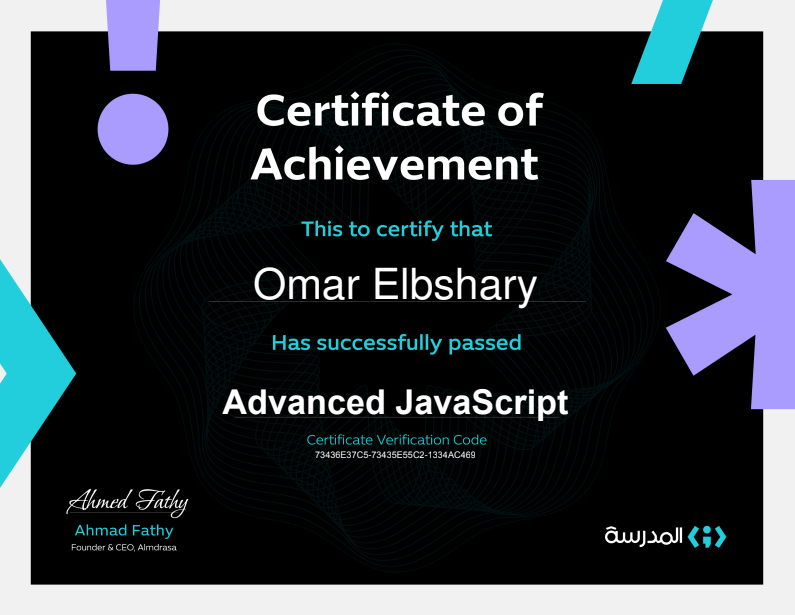 Certificate of
Achievement
This to certify that
Omar Elbshary
Has successfully passed
Advanced JavaScript
Certificate Verification Code
73436E37C5-73435E55C2-1334AC469
Ahmed Fathy
Ahmad Fathy
Founder & CEO, Almdrasa
المدرسة